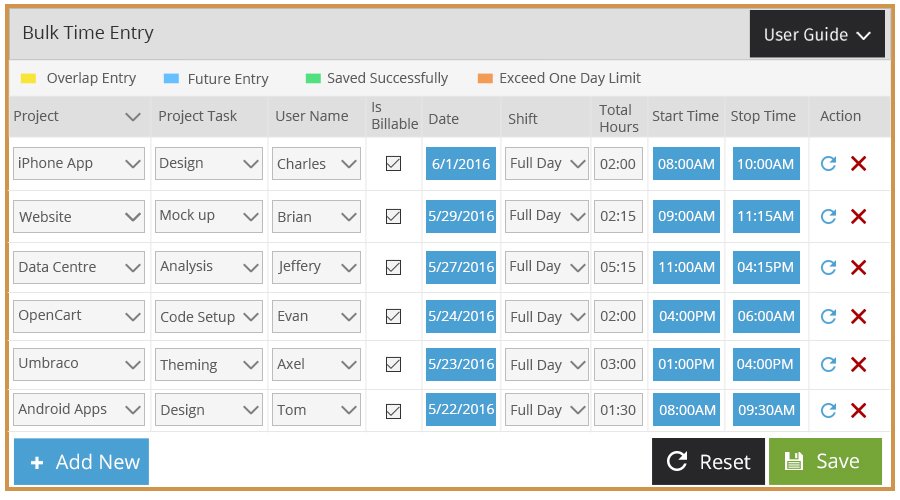 Bulk Time Entry
User Guide
Overlap Entry Future Entry Saved Successfully Exceed One Day Limit
Project Project Task User Name Is Billable Date Shift Total Hours Start Time Stop Time Action
iPhone App Design Charles 6/1/2016 Full Day 02:00 08:00AM 10:00AM
Website Mock up Brian 5/29/2016 Full Day 02:15 09:00AM 11:15AM
Data Centre Analysis Jeffery 5/27/2016 Full Day 05:15 11:00AM 04:15PM
OpenCart Code Setup Evan 5/24/2016 Full Day 02:00 04:00PM 06:00AM
Umbraco Theming Axel 5/23/2016 Full Day 03:00 01:00PM 04:00PM
Android Apps Design Tom 5/22/2016 Full Day 01:30 08:00AM 09:30AM
+ Add New Reset Save